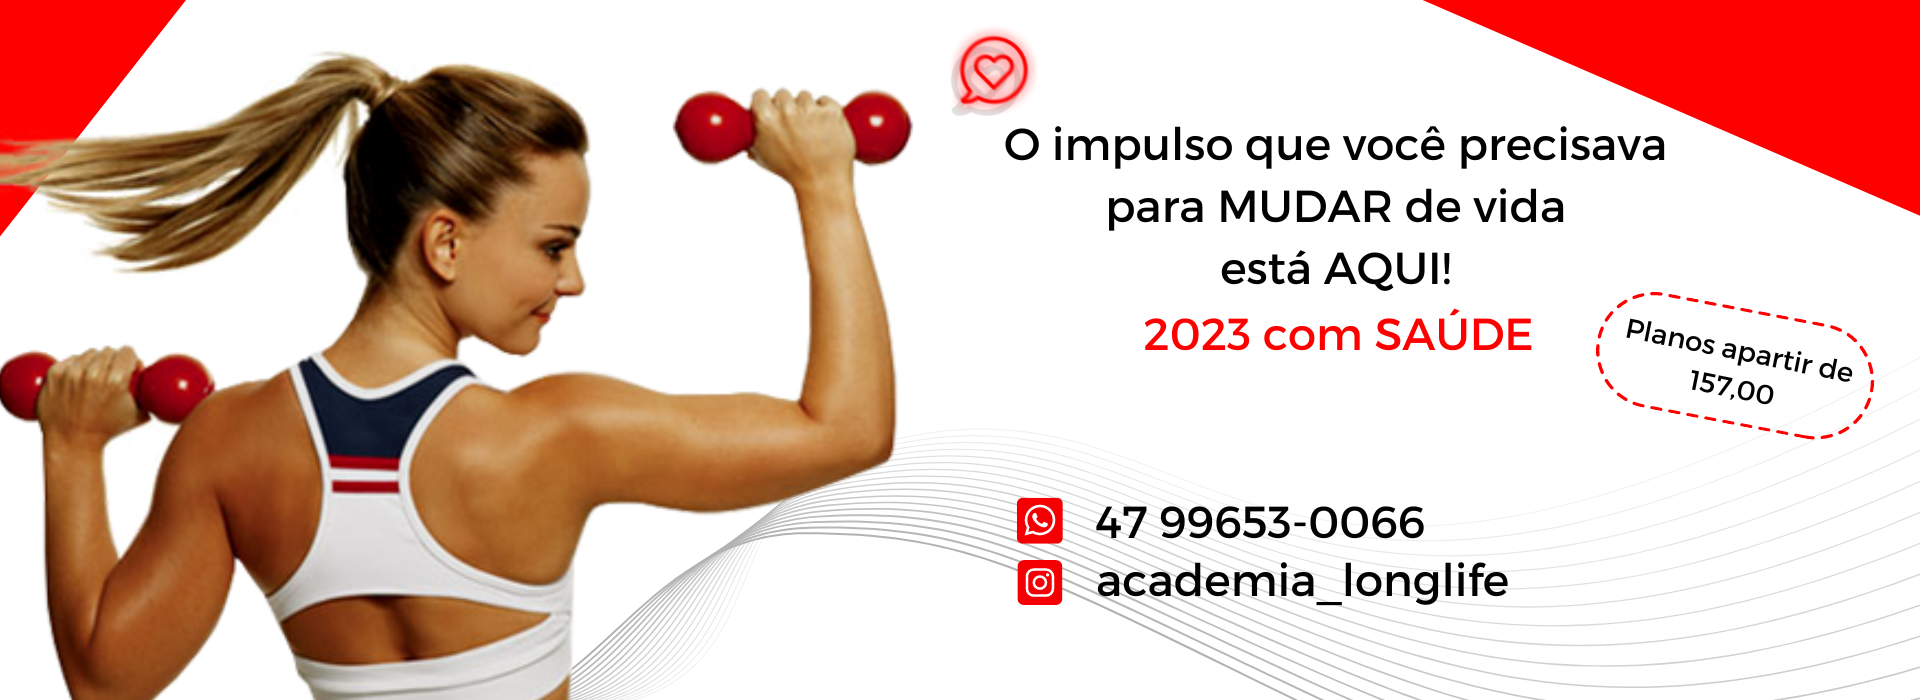 O impulso que você precisava
para MUDAR de vida
está AQUI!
2023 com SAÚDE
Planos apartir de
157,00
47 99653-0066
academia_longlife